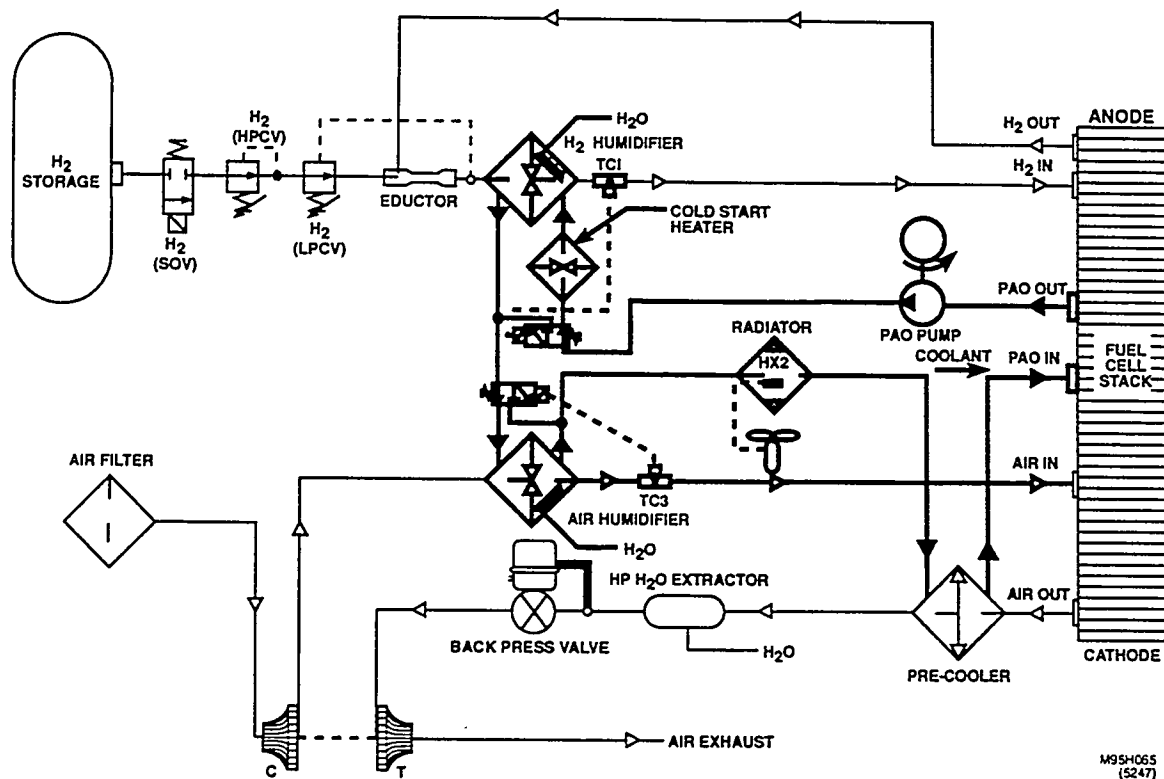 H2
STORAGE
H2
(SOV)
H2
(HPCV)
H2
(LPCV)
EDUCTOR
H2O
H2 HUMIDIFIER
TC1
COLD START
HEATER
H2 OUT
H2 IN
ANODE
PAO OUT
PAO PUMP
RADIATOR
HX2
COOLANT
PAO IN
FUEL
CELL
STACK
AIR FILTER
TC3
AIR HUMIDIFIER
H2O
AIR IN
HP H2O EXTRACTOR
BACK PRESS VALVE
H2O
AIR OUT
CATHODE
PRE-COOLER
C
T
AIR EXHAUST
M95H065
(5247)